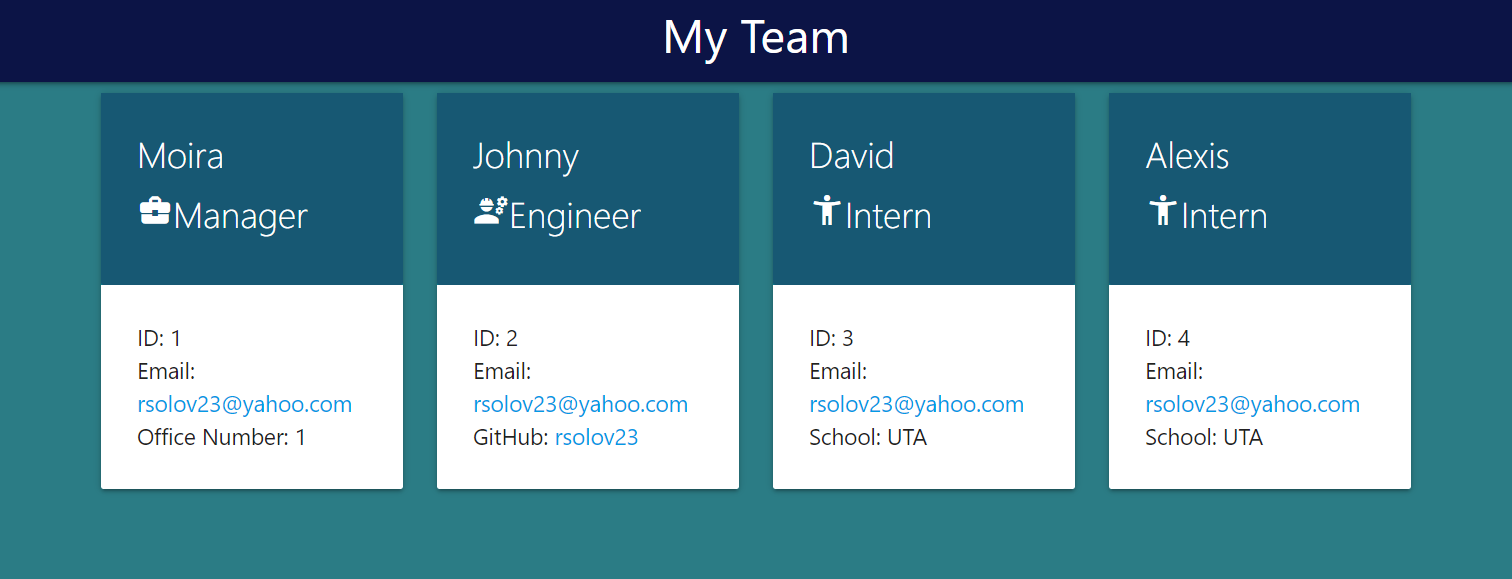 My Team
Moira
Manager
ID: 1
Email:
rsolov23@yahoo.com
Office Number: 1
Johnny
Engineer
ID: 2
Email:
rsolov23@yahoo.com
GitHub: rsolov23
David
Intern
ID: 3
Email:
rsolov23@yahoo.com
School: UTA
Alexis
Intern
ID: 4
Email:
rsolov23@yahoo.com
School: UTA